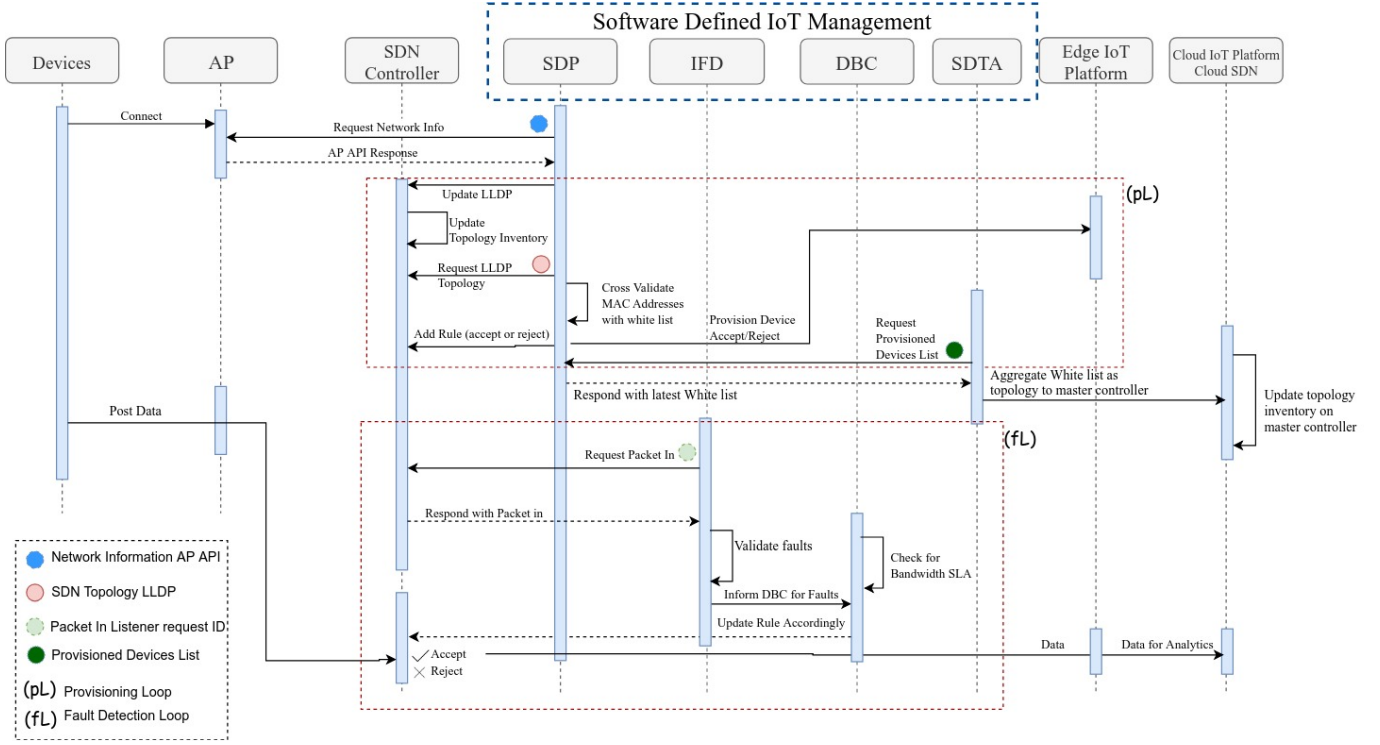 Software Defined IoT Management
Devices
AP
SDN
Controller
SDP
IFD
DBC
SDTA
Edge IoT
Platform
Cloud IoT Platform
Cloud SDN
Connect
Request Network Info
AP API Response
(pL)
Update LLDP
Update
Topology Inventory
Request LLDP
Topology
Cross Validate
MAC Addresses
with white list
Add Rule (accept or reject)
Provision Device
Accept/Reject
Request
Provisioned
Devices List
Respond with latest White list
Aggregate White list as
topology to master controller
Update topology
inventory on
master controller
Post Data
(fL)
Request Packet In
Respond with Packet in
Validate faults
Check for
Bandwidth SLA
Inform DBC for Faults
Update Rule Accordingly
Accept
Reject
Data
Data for Analytics
Network Information AP API
SDN Topology LLDP
Packet In Listener request ID
Provisioned Devices List
(pL) Provisioning Loop
(fL) Fault Detection Loop